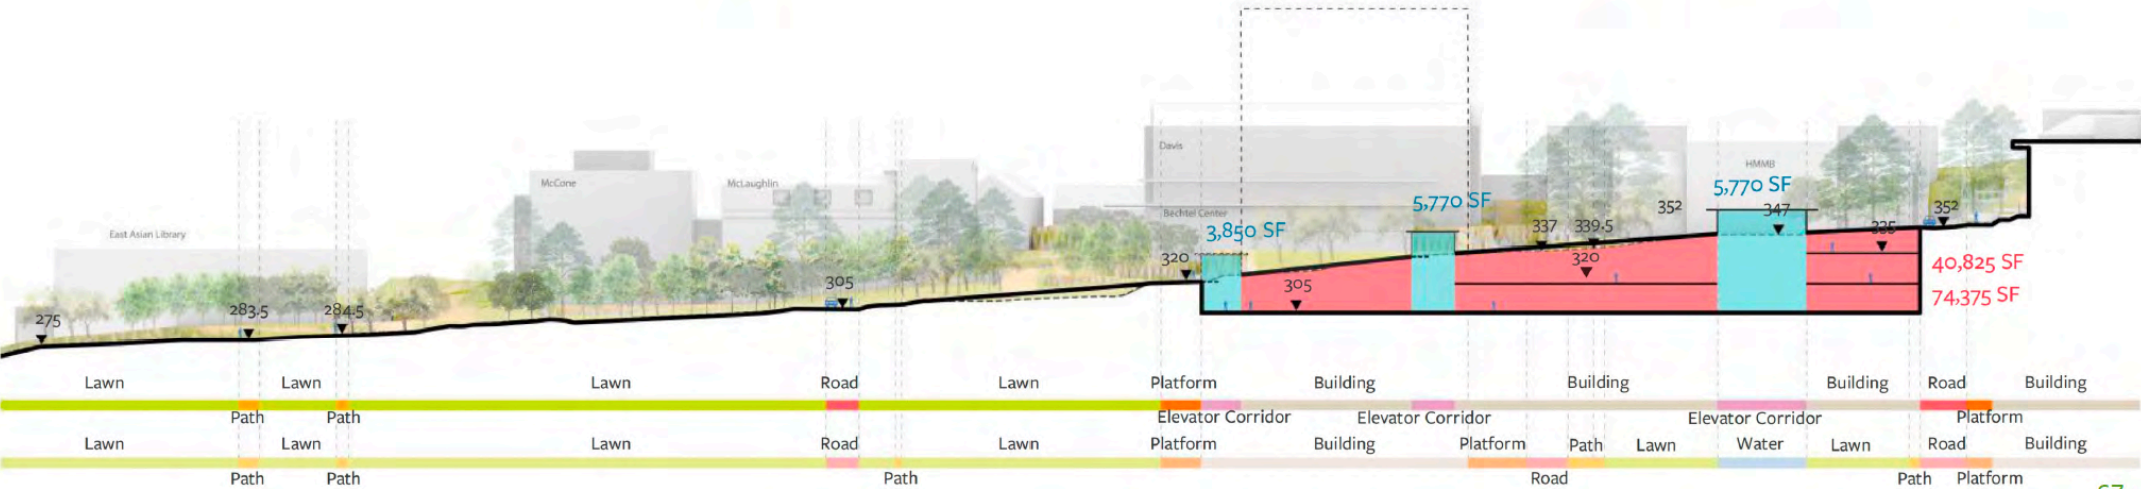 Davis
McCone
McLaughlin
HMMB
5,770 SF
5,770 SF
352
352
347
Bechtel Center
3,850 SF
337
339.5
335
East Asian Library
320
320
40,825 SF
305
305
74,375 SF
275
283.5
284.5
Lawn Lawn Lawn Road Lawn Platform Building Building Building Road Building
Path Path Elevator Corridor Elevator Corridor Elevator Corridor Platform
Lawn Lawn Lawn Road Lawn Platform Building Platform Path Lawn Water Lawn Road Building
Path Path Path Road Path Platform